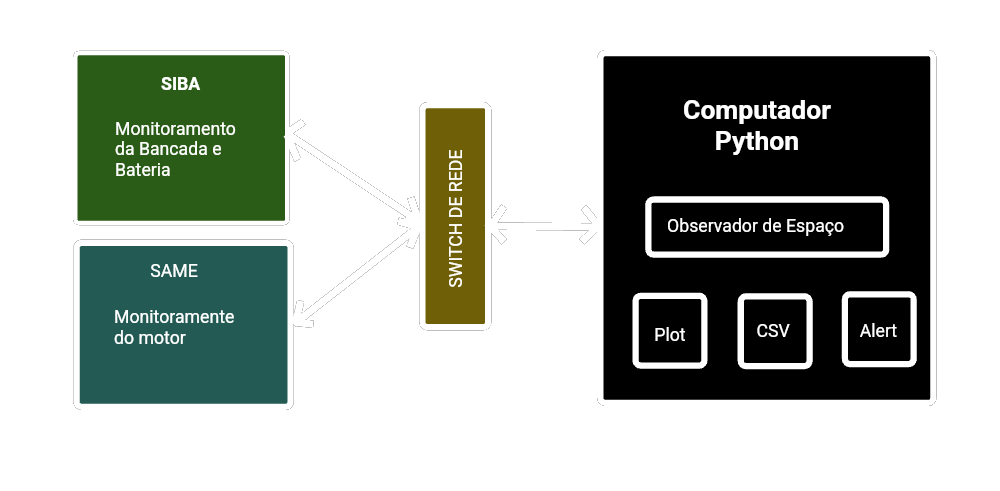 SIBA
Monitoramento
da Bancada e
Bateria
SAME
Monitoramente
do motor
SWITCH DE REDE
Computador
Python
Observador de Espaço
Plot
CSV
Alert